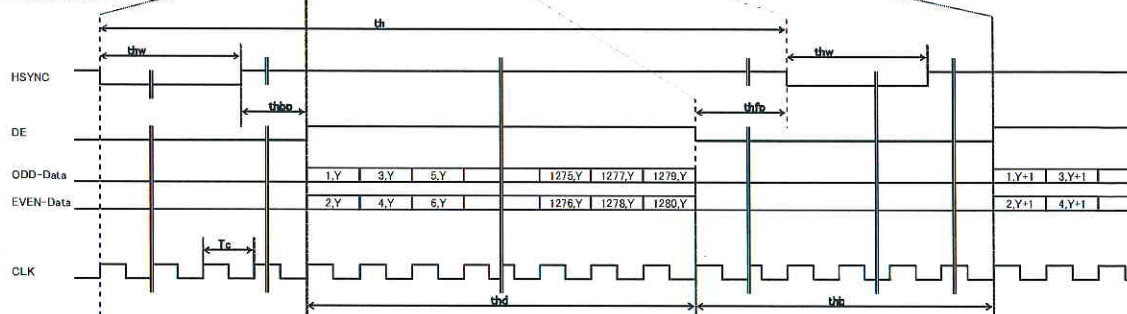 th
thw thw
HSYNC
thbp thfp
DE
ODD-Data 1,Y 3,Y 5,Y 1275,Y 1277,Y 1279,Y 1,Y+1 3,Y+1
EVEN-Data 2,Y 4,Y 6,Y 1276,Y 1278,Y 1280,Y 2,Y+1 4,Y+1
Tc
CLK
thd thb